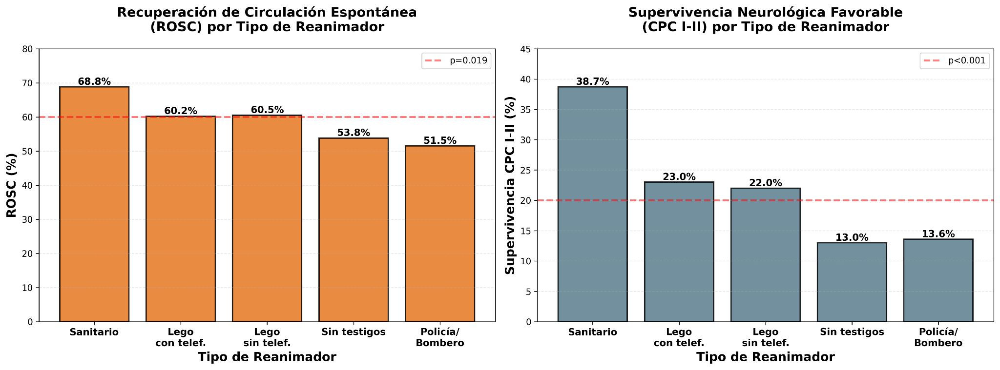 Recuperación de Circulación Espontánea
(ROSC) por Tipo de Reanimador
ROSC (%)
80
70
60
50
40
30
20
10
0
p=0.019
68.8%
60.2%
60.5%
53.8%
51.5%
Sanitario
Lego
con telef.
Lego
sin telef.
Sin testigos
Policía/
Bombero
Tipo de Reanimador
Supervivencia Neurológica Favorable
(CPC I-II) por Tipo de Reanimador
Supervivencia CPC I-II (%)
45
40
35
30
25
20
15
10
5
0
p<0.001
38.7%
23.0%
22.0%
13.0%
13.6%
Sanitario
Lego
con telef.
Lego
sin telef.
Sin testigos
Policía/
Bombero
Tipo de Reanimador